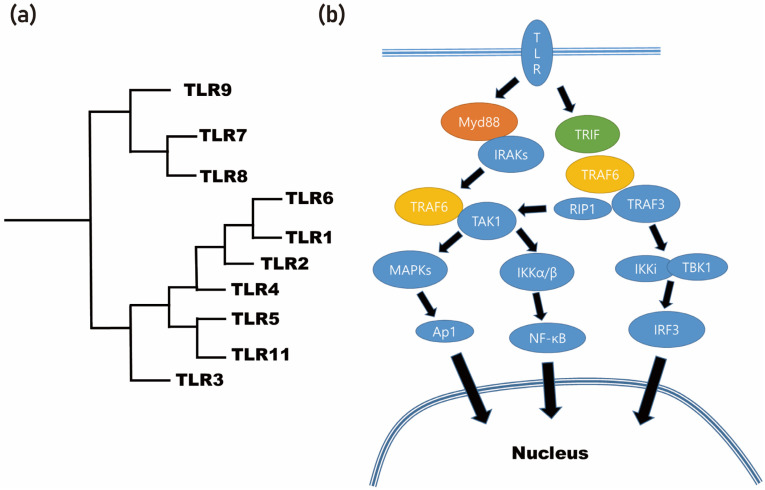 (a)
TLR9
TLR7
TLR8
TLR6
TLR1
TLR2
TLR4
TLR5
TLR11
TLR3
(b)
T
L
R
Myd88
TRIF
IRAKs
TRAF6
TRAF6
RIP1
TRAF3
TAK1
MAPKs
IKKα/β
IKKi
TBK1
Ap1
NF-κB
IRF3
Nucleus